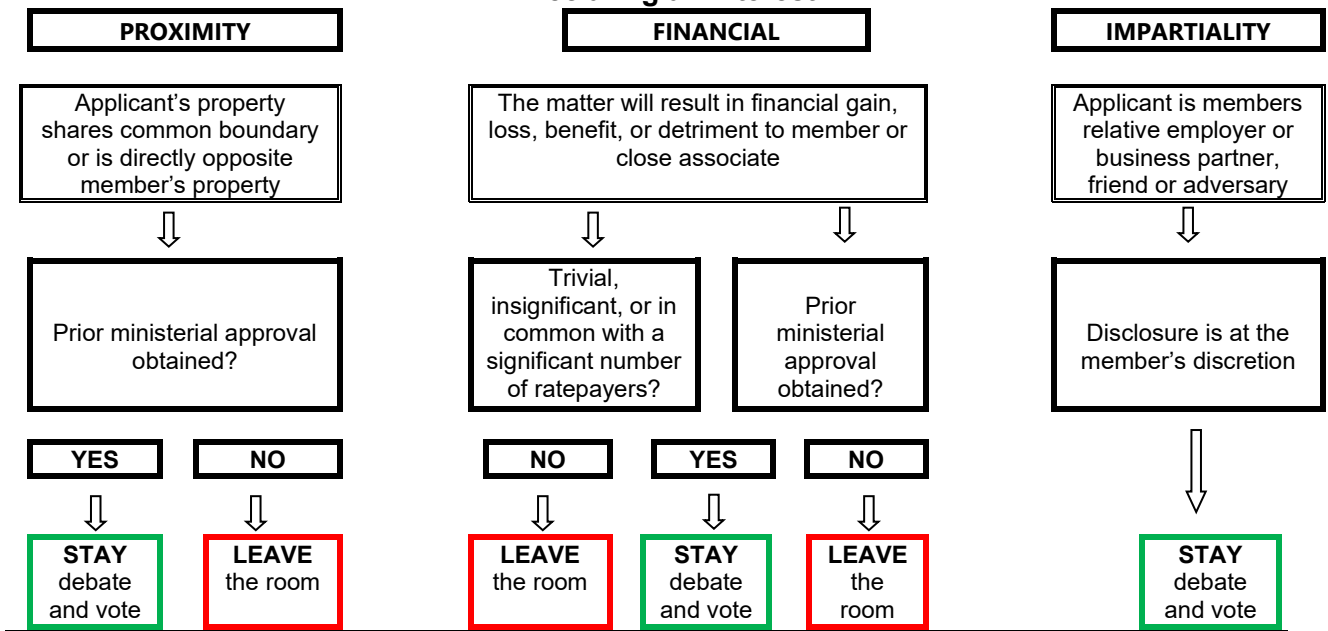 PROXIMITY
FINANCIAL
IMPARTIALITY
Applicant’s property
shares common boundary
or is directly opposite
member’s property
The matter will result in financial gain,
loss, benefit, or detriment to member or
close associate
Applicant is members
relative employer or
business partner,
friend or adversary
Prior ministerial approval
obtained?
Trivial,
insignificant, or in
common with a
significant number
of ratepayers?
Prior
ministerial
approval
obtained?
Disclosure is at the
member’s discretion
YES
NO
NO
YES
NO
STAY
debate
and vote
LEAVE
the room
LEAVE
the room
STAY
debate
and vote
LEAVE
the
room
STAY
debate
and vote